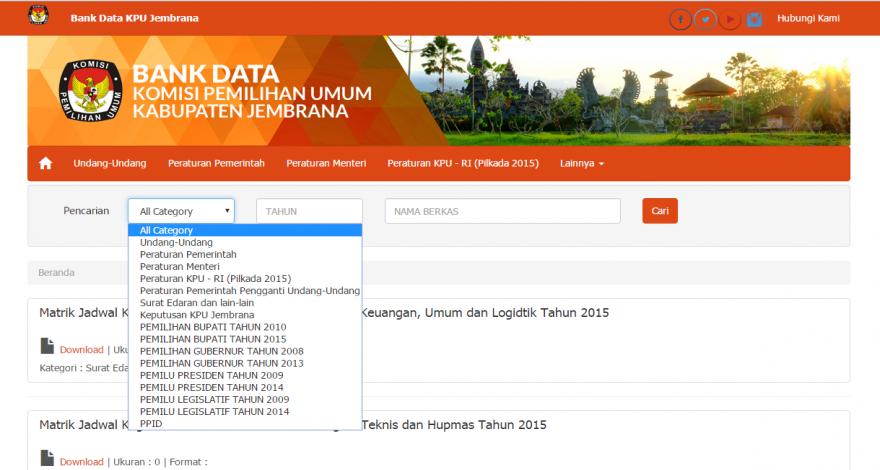 Bank Data KPU Jembrana
Hubungi Kami
KOMISI
PEMILIHAN UMUM
BANK DATA
KOMISI PEMILIHAN UMUM
KABUPATEN JEMBRANA
Undang-Undang Peraturan Pemerintah Peraturan Menteri Peraturan KPU - RI (Pilkada 2015) Lainnya
Pencarian All Category TAHUN NAMA BERKAS Cari
All Category
Undang-Undang
Peraturan Pemerintah
Peraturan Menteri
Peraturan KPU - RI (Pilkada 2015)
Peraturan Pemerintah Pengganti Undang-Undang
Surat Edaran dan lain-lain
Keputusan KPU Jembrana
PEMILIHAN BUPATI TAHUN 2010
PEMILIHAN BUPATI TAHUN 2015
PEMILIHAN GUBERNUR TAHUN 2008
PEMILIHAN GUBERNUR TAHUN 2013
PEMILU PRESIDEN TAHUN 2009
PEMILU PRESIDEN TAHUN 2014
PEMILU LEGISLATIF TAHUN 2009
PEMILU LEGISLATIF TAHUN 2014
PPID
Beranda
Matrik Jadwal K Keuangan, Umum dan Logidtik Tahun 2015
Download | Uku
Kategori : Surat Eda
Matrik Jadwal Teknis dan Hupmas Tahun 2015
Download | Ukuran : 0 | Format :